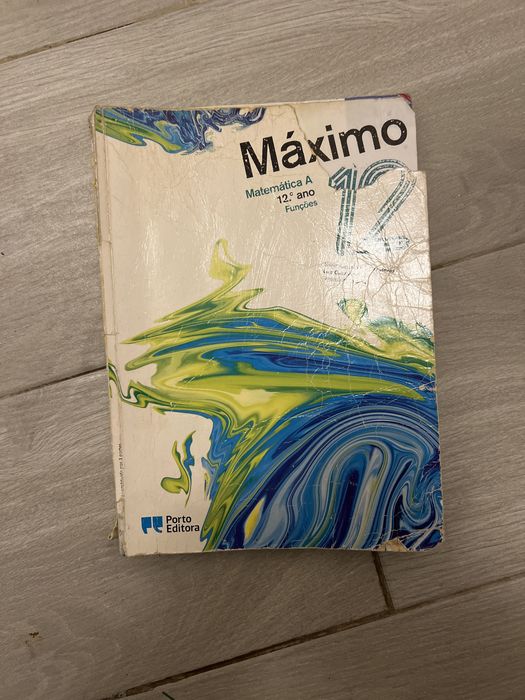 Máximo
Matemática A
12.º ano
Funções
12
Porto
Editora